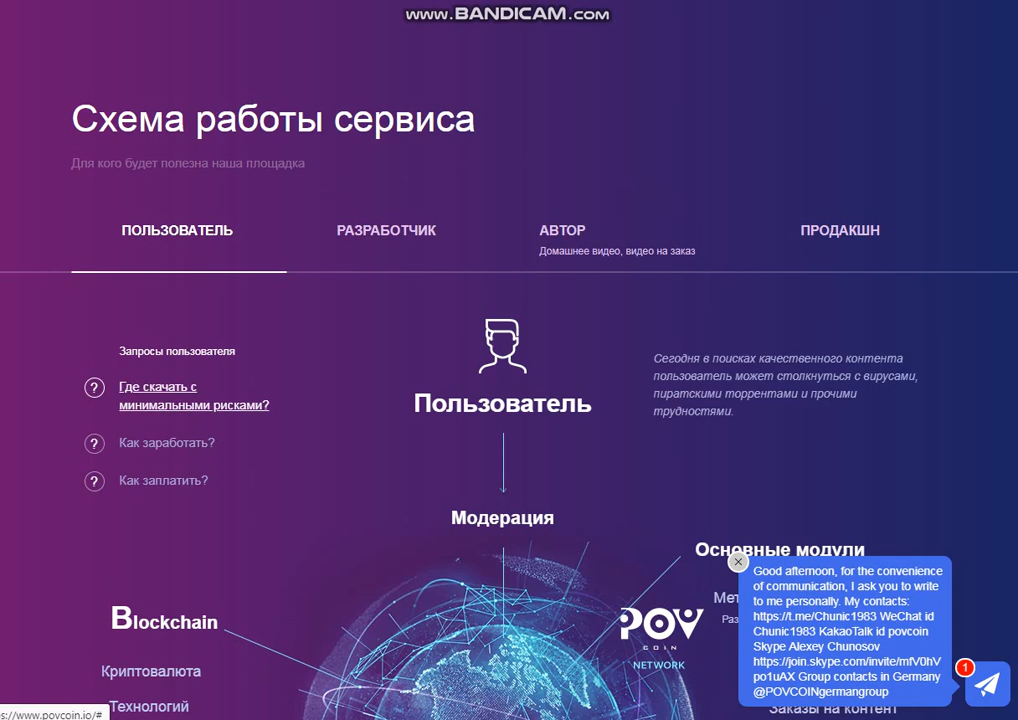 www.BANDICAM.com
Схема работы сервиса
Для кого будет полезна наша площадка
ПОЛЬЗОВАТЕЛЬ
РАЗРАБОТЧИК
АВТОР
Домашнее видео, видео на заказ
ПРОДАКШН
Запросы пользователя
? Где скачать с
минимальными рисками?
? Как заработать?
? Как заплатить?
Пользователь
Сегодня в поисках качественного контента
пользователь может столкнуться с вирусами,
пиратскими торрентами и прочими
трудностями.
Модерация
Основные модули
Blockchain
Криптовалюта
Технологий
POV
COIN
NETWORK
Good afternoon, for the convenience
of communication, I ask you to write
to me personally. My contacts:
https://t.me/Chunic1983 WeChat id
Chunic1983 KakaoTalk id povcoin
Skype Alexey Chunosov
https://join.skype.com/invite/mfV0hV
po1uAX Group contacts in Germany
@POVCOINgermangroup
1
Заказы на контент
s://www.povcoin.io/#